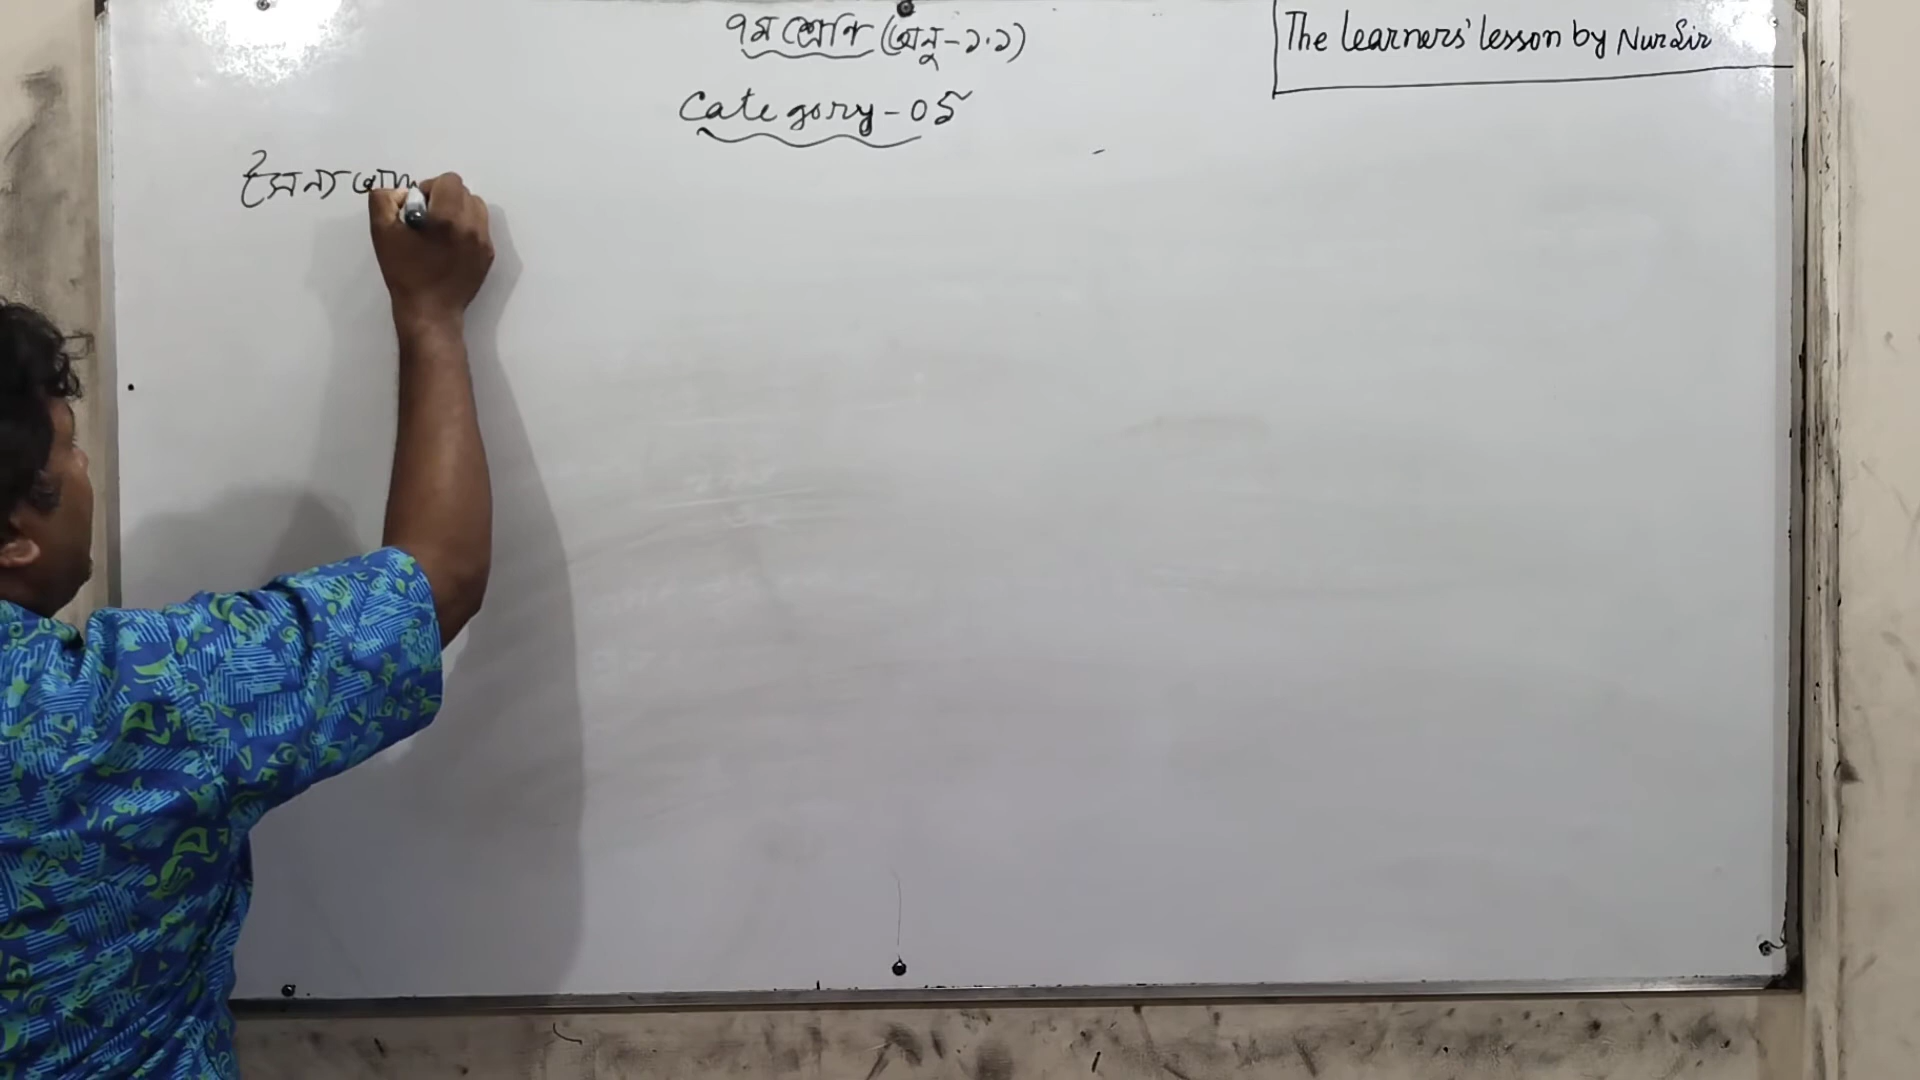 ৭ম শ্রেণি (অনু-১.১)
The learners' lesson by Nur Sir
Category-05
সৈন্য